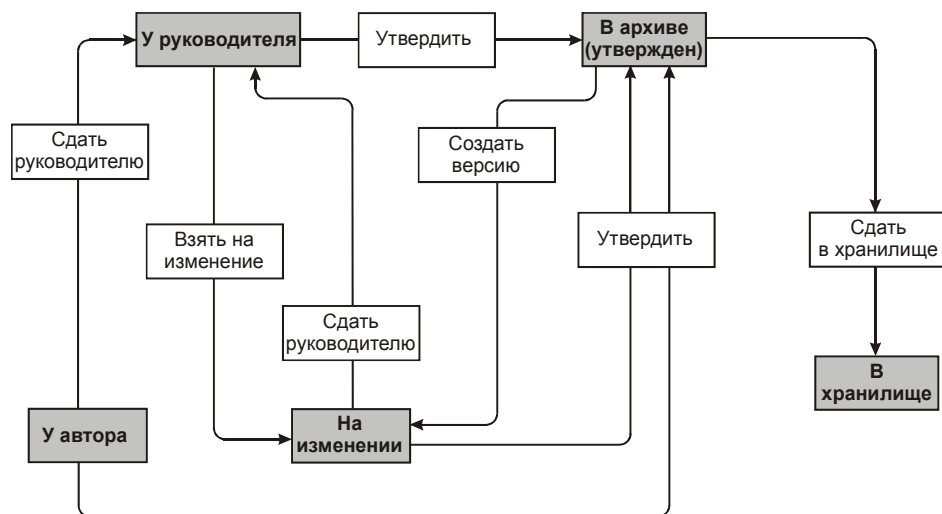 У руководителя
Утвердить
В архиве
(утвержден)
Сдать
руководителю
Создать
версию
Взять на
изменение
Утвердить
Сдать
в хранилище
Сдать
руководителю
В
хранилище
У автора
На
изменении